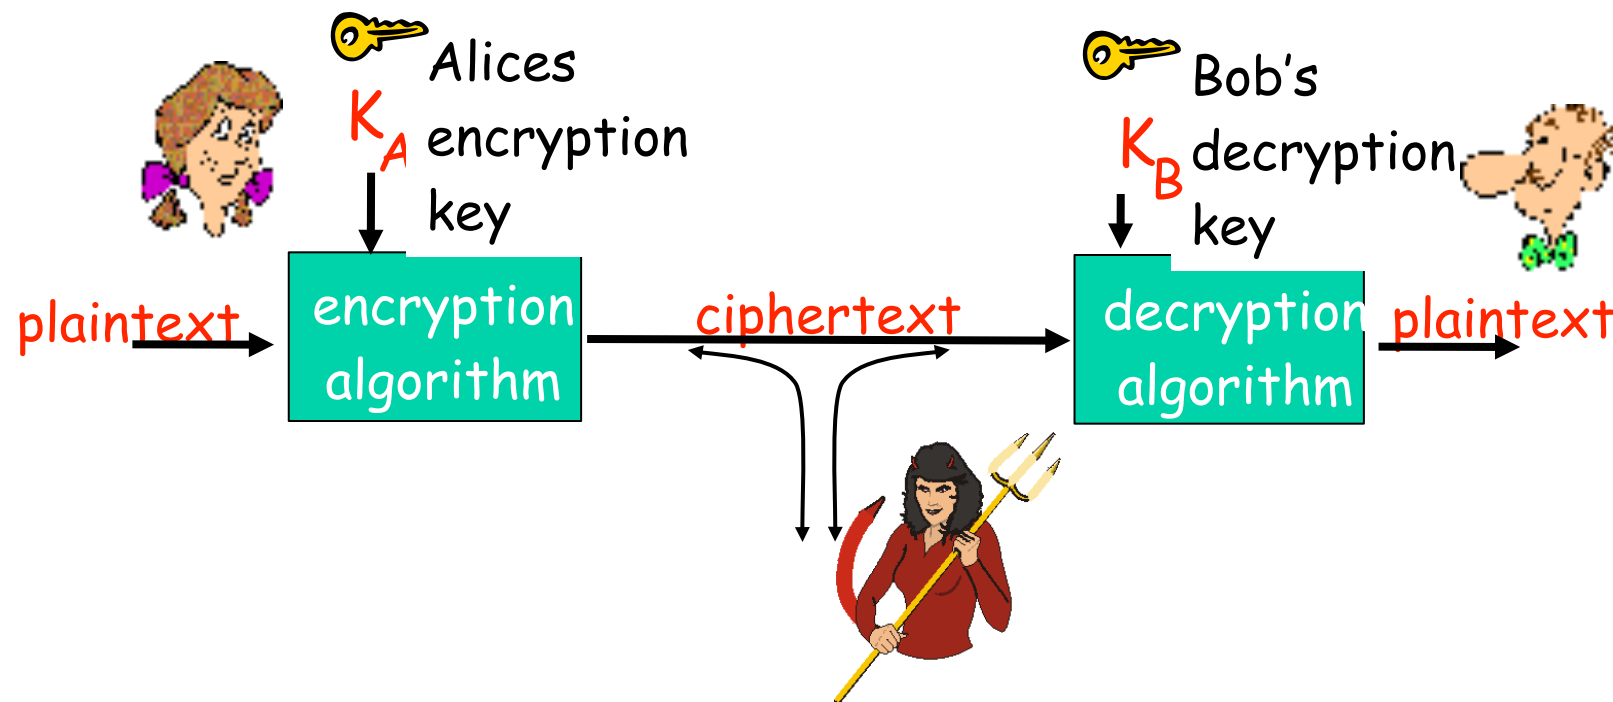 Alices
encryption
key
K_A
Bob's
decryption
key
K_B
plaintext
encryption
algorithm
ciphertext
decryption
algorithm
plaintext